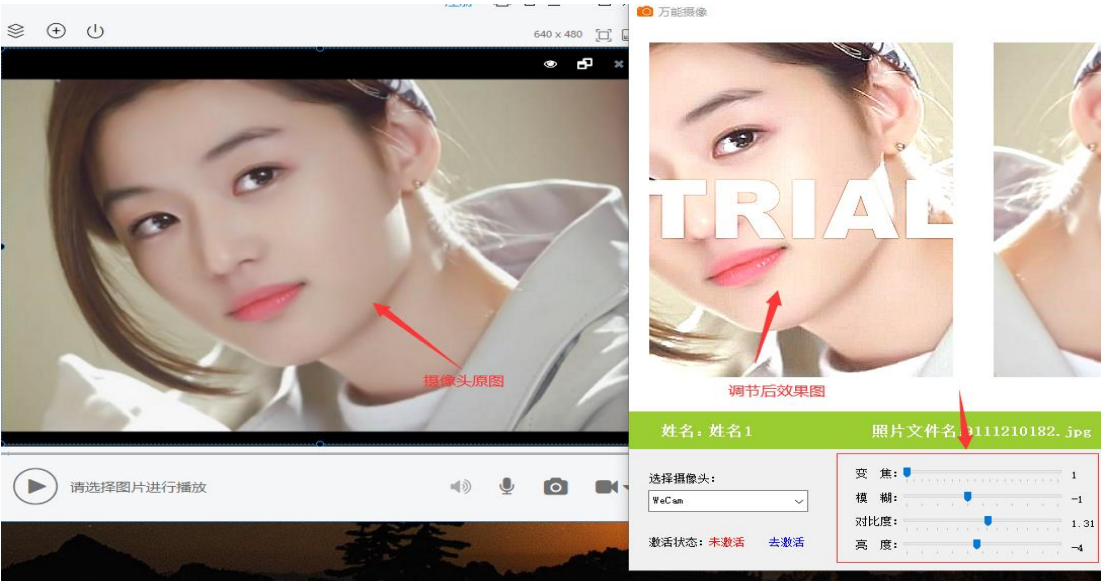 注册
640 x 480
万能摄像
TRIAL
摄像头原图
调节后效果图
姓名：姓名1
照片文件名：9111210182.jpg
请选择图片进行播放
选择摄像头：
WeCam
激活状态：未激活 去激活
变 焦： 1
模 糊： -1
对比度： 1.31
亮 度： -4